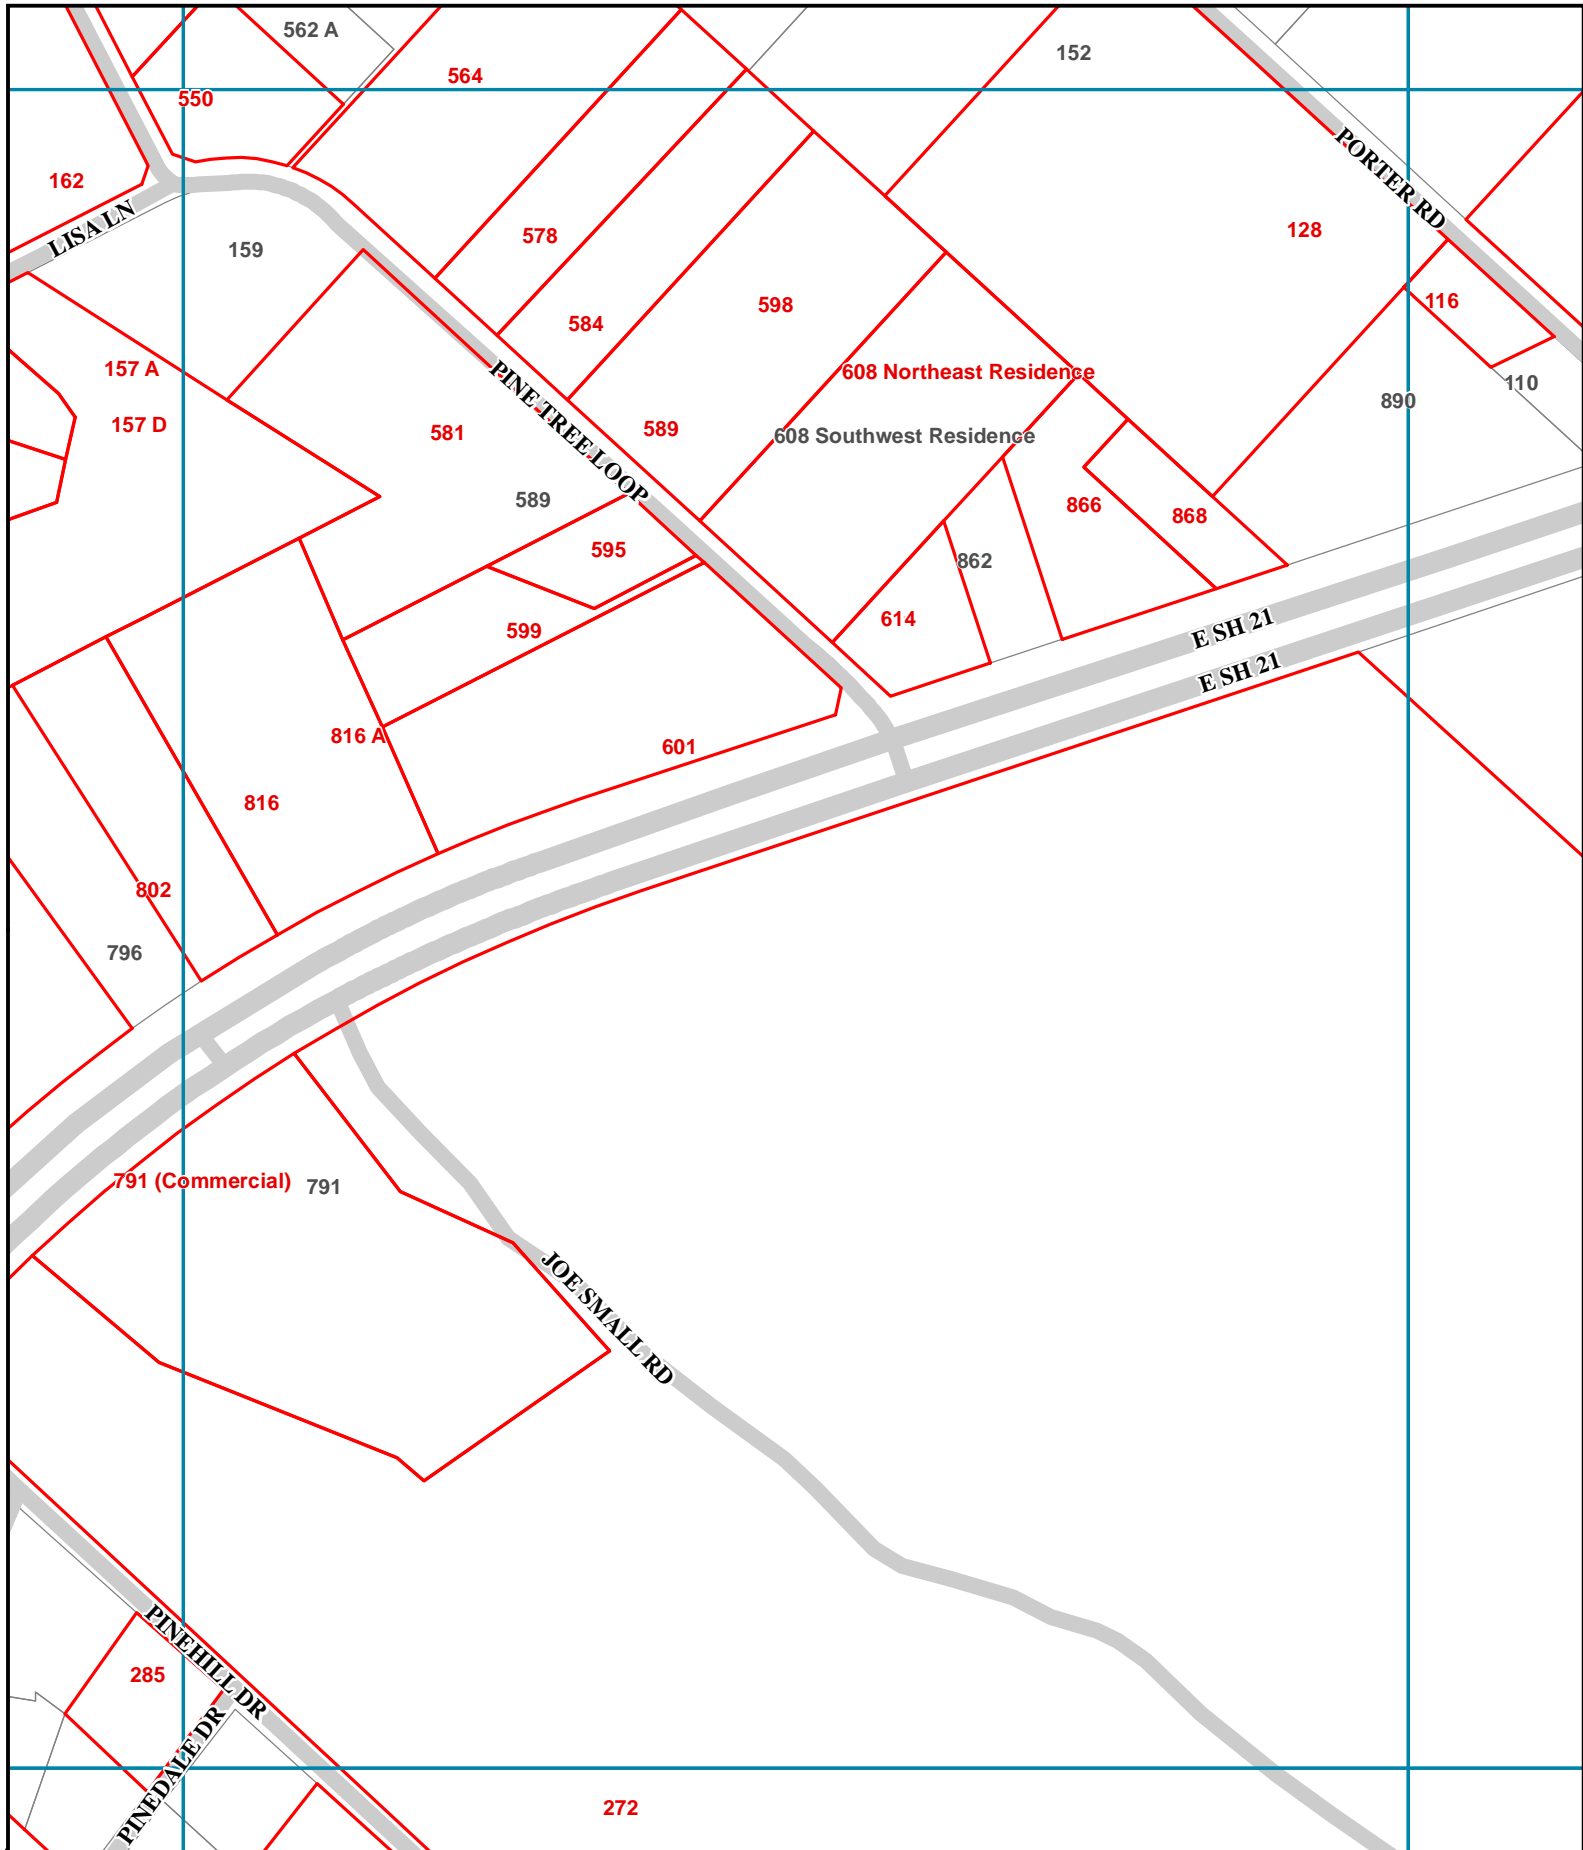 562 A
152
564
550
PORTER RD
162
LISA LN
159
578
128
116
598
584
157 A
608 Northeast Residence
110
890
157 D
581
PINE TREE LOOP
589
608 Southwest Residence
589
866
868
595
862
614
599
E SH 21
E SH 21
816 A
601
816
802
796
791 (Commercial)
791
JOE SMALL RD
PINEHILL DR
285
PINEDALE DR
272